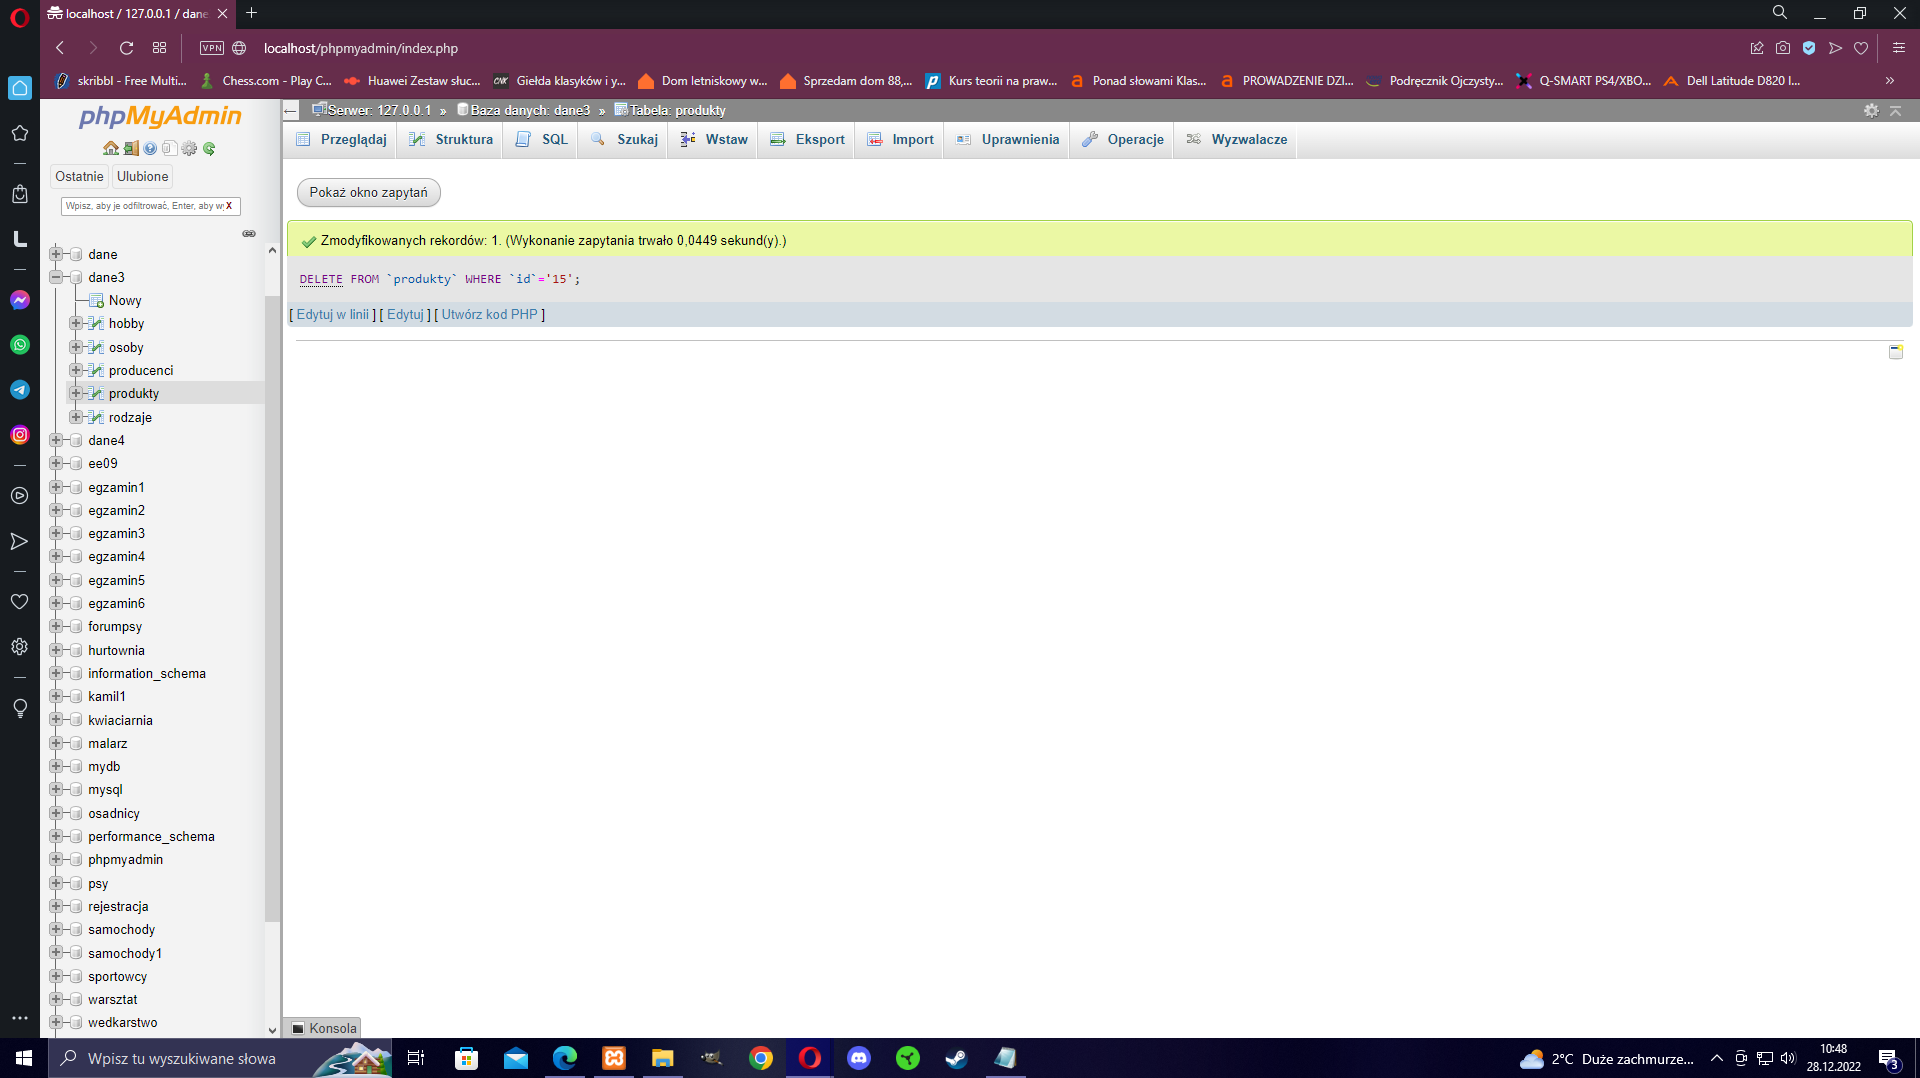 localhost / 127.0.0.1 / dane
VPN
localhost/phpmyadmin/index.php
skribbl - Free Multi...
Chess.com - Play C...
Huawei Zestaw słuc...
Giełda klasyków i y...
Dom letniskowy w...
Sprzedam dom 88,...
Kurs teorii na praw...
Ponad słowami Klas...
PROWADZENIE DZI...
Podręcznik Ojczysty...
Q-SMART PS4/XBO...
Dell Latitude D820 I...
phpMyAdmin
Ostatnie
Ulubione
Wpisz, aby je odfiltrować, Enter, aby wy
X
dane
dane3
Nowy
hobby
osoby
producenci
produkty
rodzaje
dane4
ee09
egzamin1
egzamin2
egzamin3
egzamin4
egzamin5
egzamin6
forumpsy
hurtownia
information_schema
kamil1
kwiaciarnia
malarz
mydb
mysql
osadnicy
performance_schema
phpmyadmin
psy
rejestracja
samochody
samochody1
sportowcy
warsztat
wedkarstwo
Serwer: 127.0.0.1 » Baza danych: dane3 » Tabela: produkty
Przeglądaj
Struktura
SQL
Szukaj
Wstaw
Eksport
Import
Uprawnienia
Operacje
Wyzwalacze
Pokaż okno zapytań
Zmodyfikowanych rekordów: 1. (Wykonanie zapytania trwało 0,0449 sekund(y).)
DELETE FROM `produkty` WHERE `id`='15';
[ Edytuj w linii ] [ Edytuj ] [ Utwórz kod PHP ]
Konsola
Wpisz tu wyszukiwane słowa
2°C Duże zachmurze...
10:48
28.12.2022
3